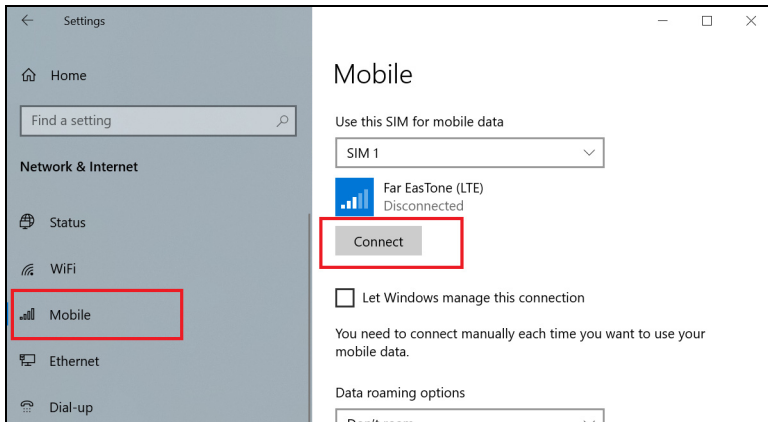 Settings
Home
Find a setting
Network & Internet
Status
WiFi
Mobile
Ethernet
Dial-up
Mobile
Use this SIM for mobile data
SIM 1
Far EasTone (LTE)
Disconnected
Connect
Let Windows manage this connection
You need to connect manually each time you want to use your
mobile data.
Data roaming options